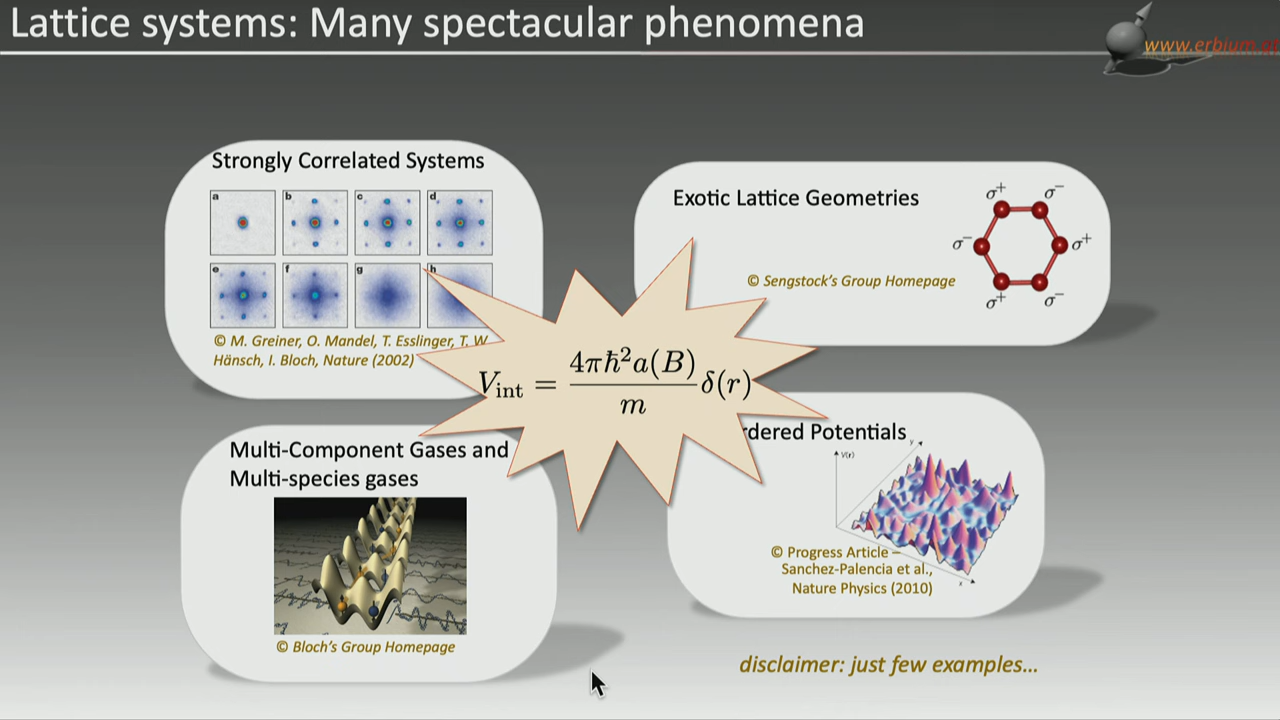 Lattice systems: Many spectacular phenomena
www.erbium.at
Strongly Correlated Systems
a
b
c
d
e
f
g
h
© M. Greiner, O. Mandel, T. Esslinger, T. W.
Hänsch, I. Bloch, Nature (2002)
Exotic Lattice Geometries
σ⁺
σ⁻
σ⁻
σ⁺
σ⁺
σ⁻
© Sengstock's Group Homepage
V_int = 4πħ²a(B)/m δ(r)
Multi-Component Gases and
Multi-species gases
© Bloch's Group Homepage
rdered Potentials
V(r)
y
x
© Progress Article –
Sanchez-Palencia et al.,
Nature Physics (2010)
disclaimer: just few examples...